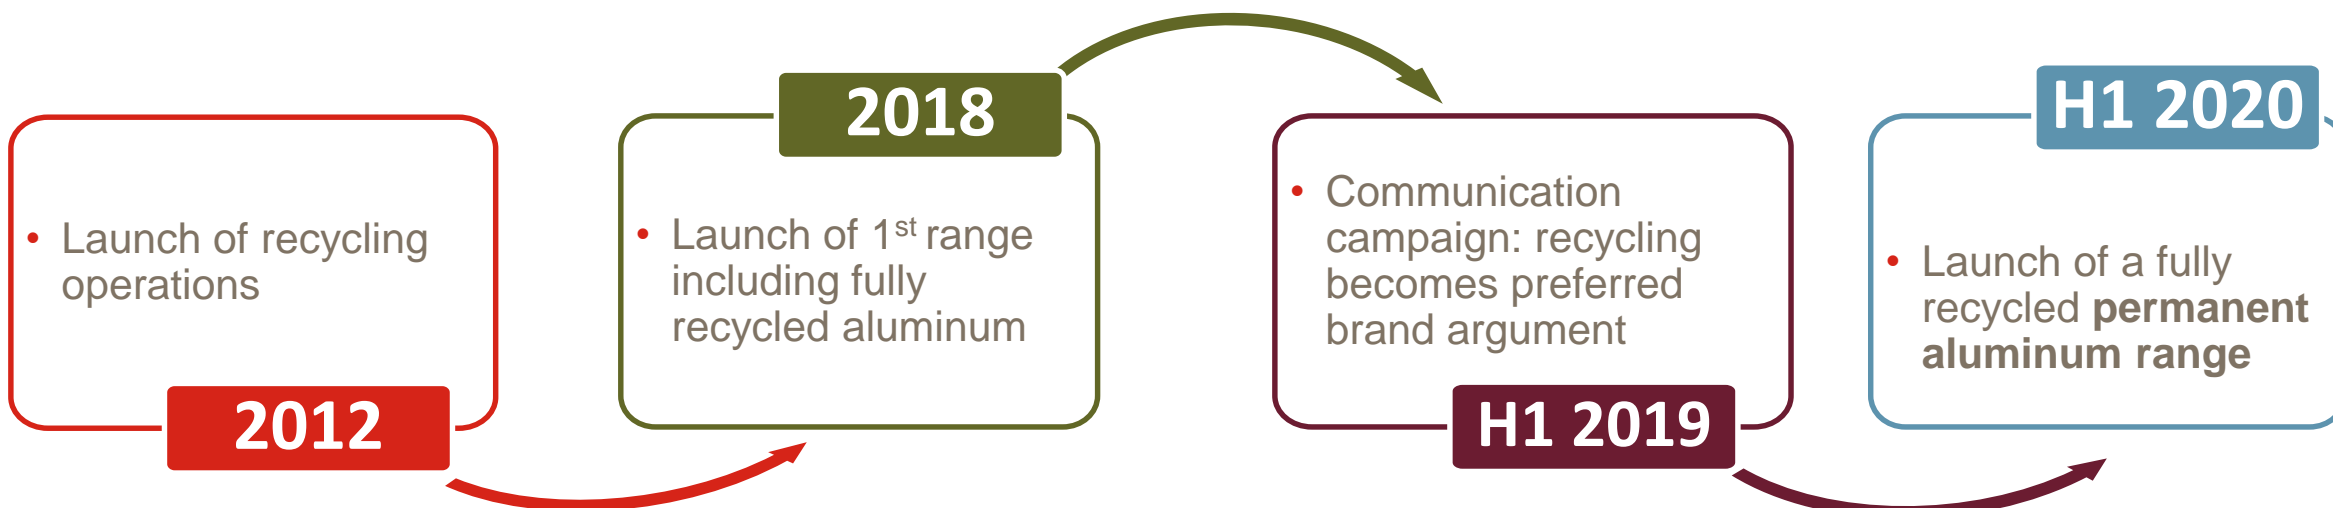 • Launch of recycling
operations
2012
2018
• Launch of 1st range
including fully
recycled aluminum
• Communication
campaign: recycling
becomes preferred
brand argument
H1 2019
H1 2020
• Launch of a fully
recycled permanent
aluminum range